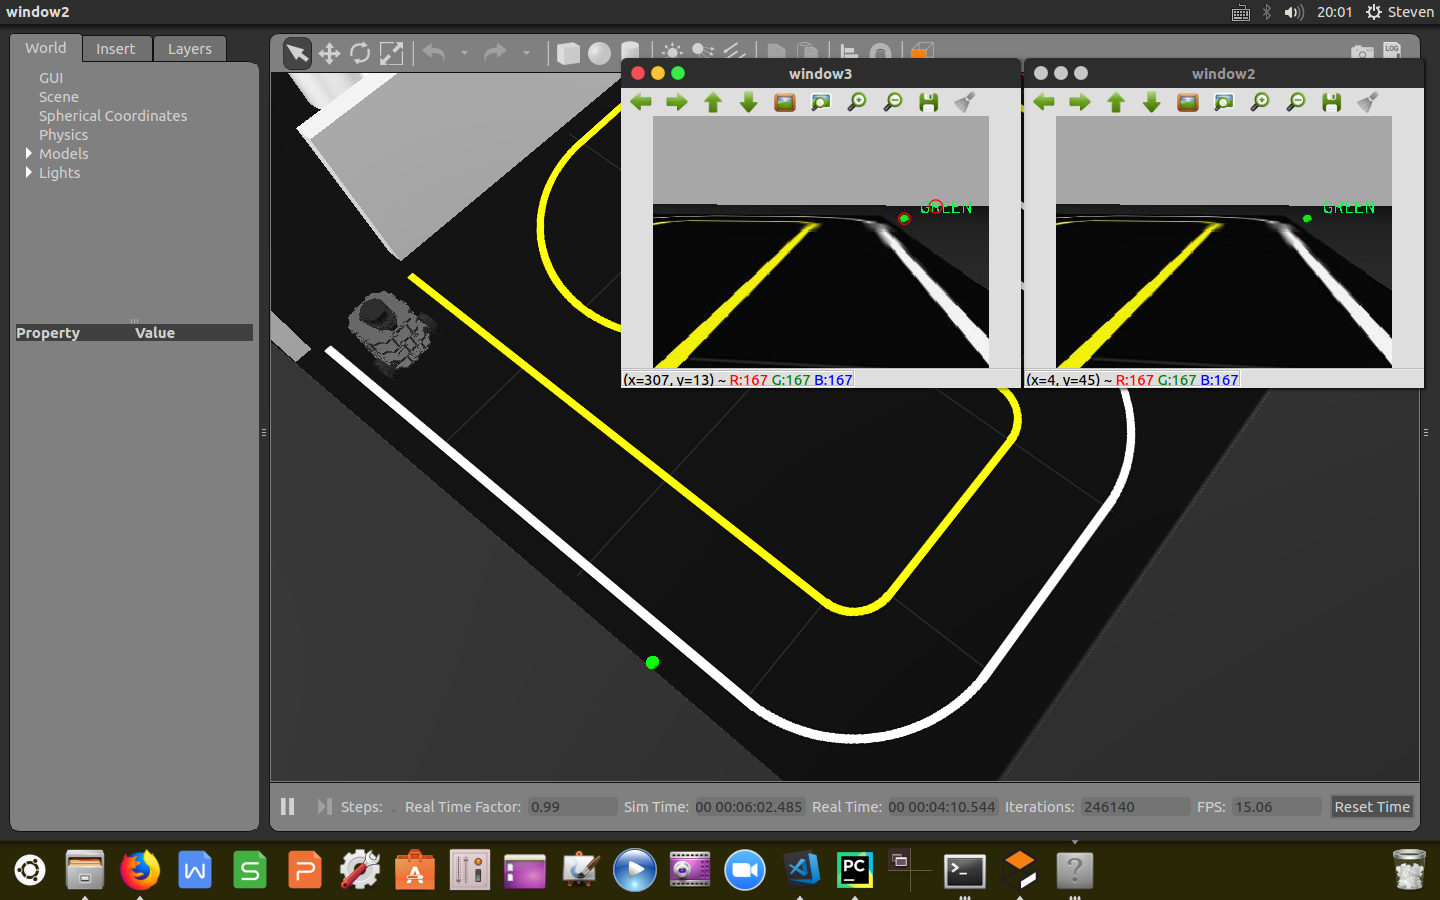 window2
20:01
Steven
World
Insert
Layers
GUI
Scene
Spherical Coordinates
Physics
Models
Lights
Property
Value
LOG
window3
GREEN
(x=307, y=13) ~ R:167 G:167 B:167
window2
GREEN
(x=4, y=45) ~ R:167 G:167 B:167
Steps:
Real Time Factor: 0.99
Sim Time: 00 00:06:02.485
Real Time: 00 00:04:10.544
Iterations: 246140
FPS: 15.06
Reset Time
W
S
P
A
PC
>_
?